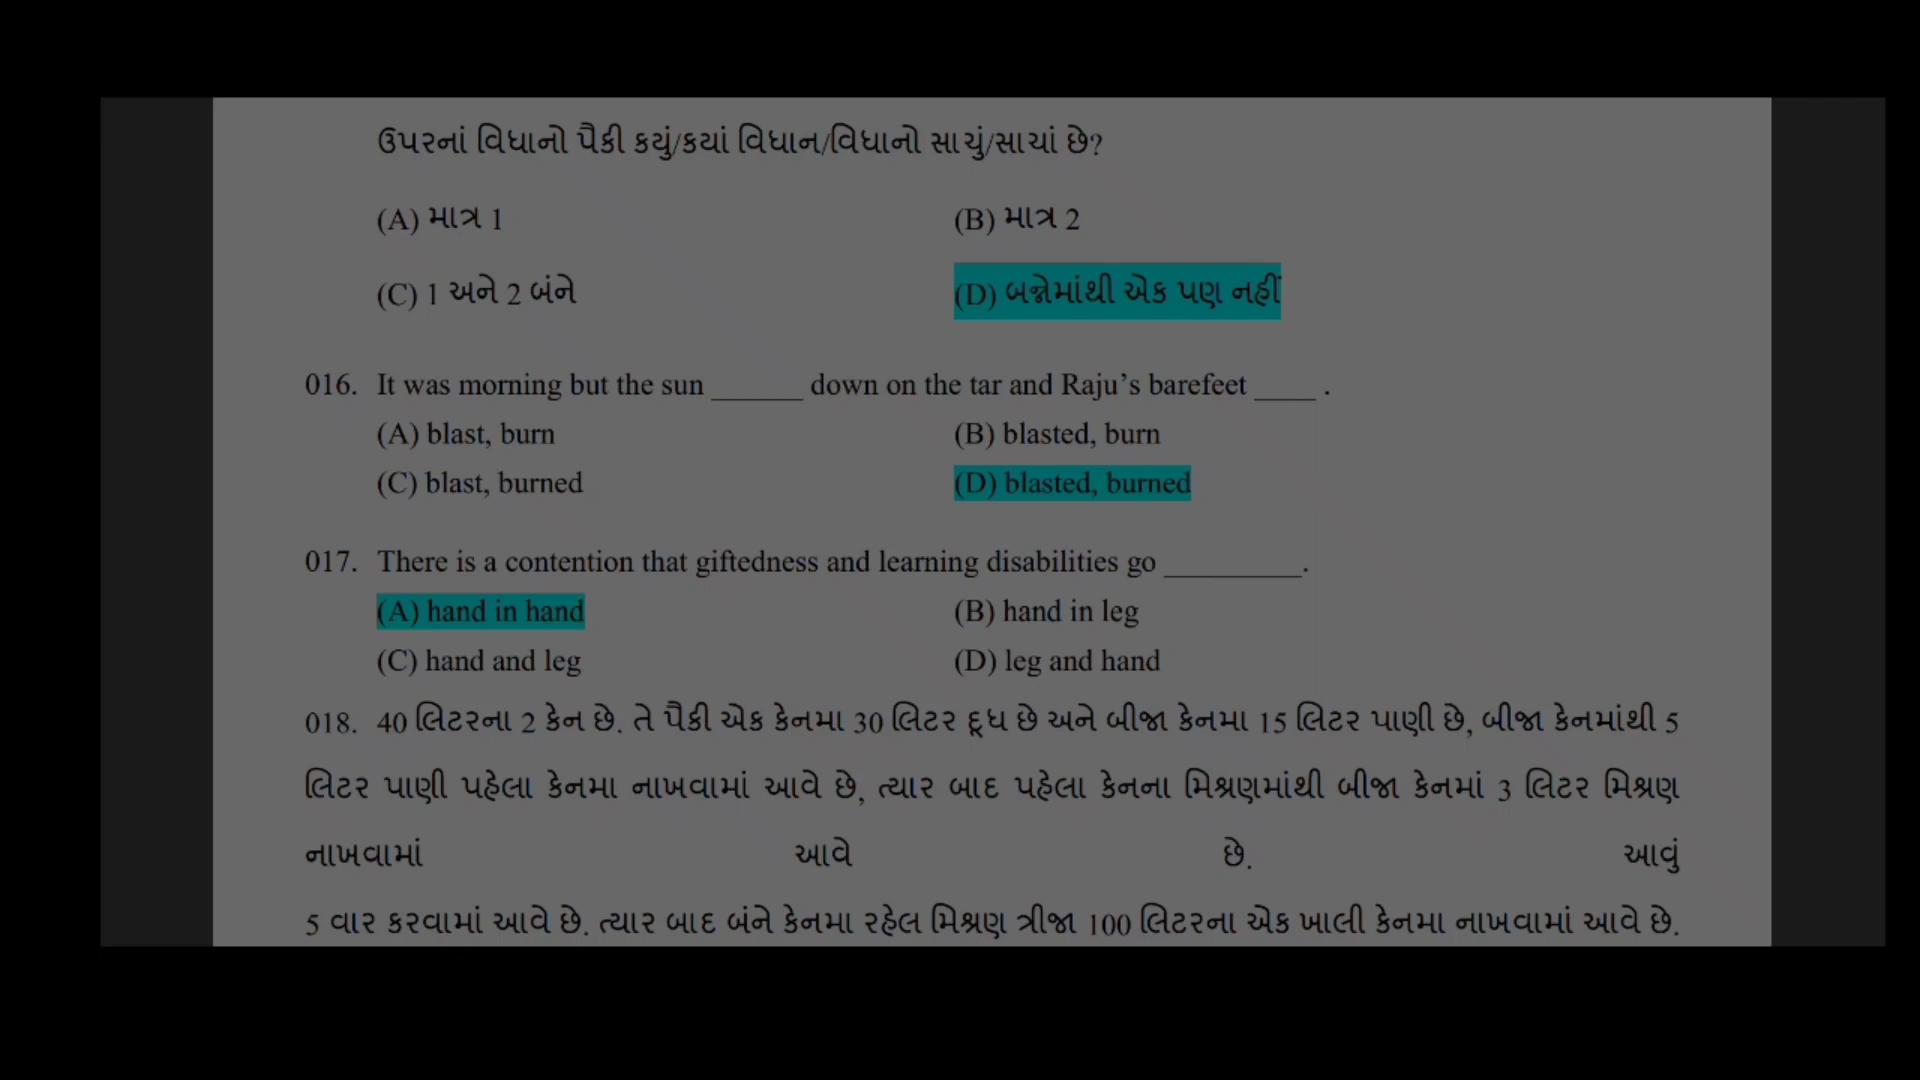 ઉપરનાં વિધાનો પૈકી કયું/કયાં વિધાન/વિધાનો સાચું/સાચાં છે?
(A) માત્ર 1 (B) માત્ર 2
(C) 1 અને 2 બંને (D) બન્નેમાંથી એક પણ નહીં
016. It was morning but the sun ______ down on the tar and Raju’s barefeet ____ .
(A) blast, burn (B) blasted, burn
(C) blast, burned (D) blasted, burned
017. There is a contention that giftedness and learning disabilities go _________.
(A) hand in hand (B) hand in leg
(C) hand and leg (D) leg and hand
018. 40 લિટરના 2 કેન છે. તે પૈકી એક કેનમા 30 લિટર દૂધ છે અને બીજા કેનમા 15 લિટર પાણી છે, બીજા કેનમાંથી 5
લિટર પાણી પહેલા કેનમા નાખવામાં આવે છે, ત્યાર બાદ પહેલા કેનના મિશ્રણમાંથી બીજા કેનમાં 3 લિટર મિશ્રણ
નાખવામાં આવે છે. આવું
5 વાર કરવામાં આવે છે. ત્યાર બાદ બંને કેનમા રહેલ મિશ્રણ ત્રીજા 100 લિટરના એક ખાલી કેનમા નાખવામાં આવે છે.